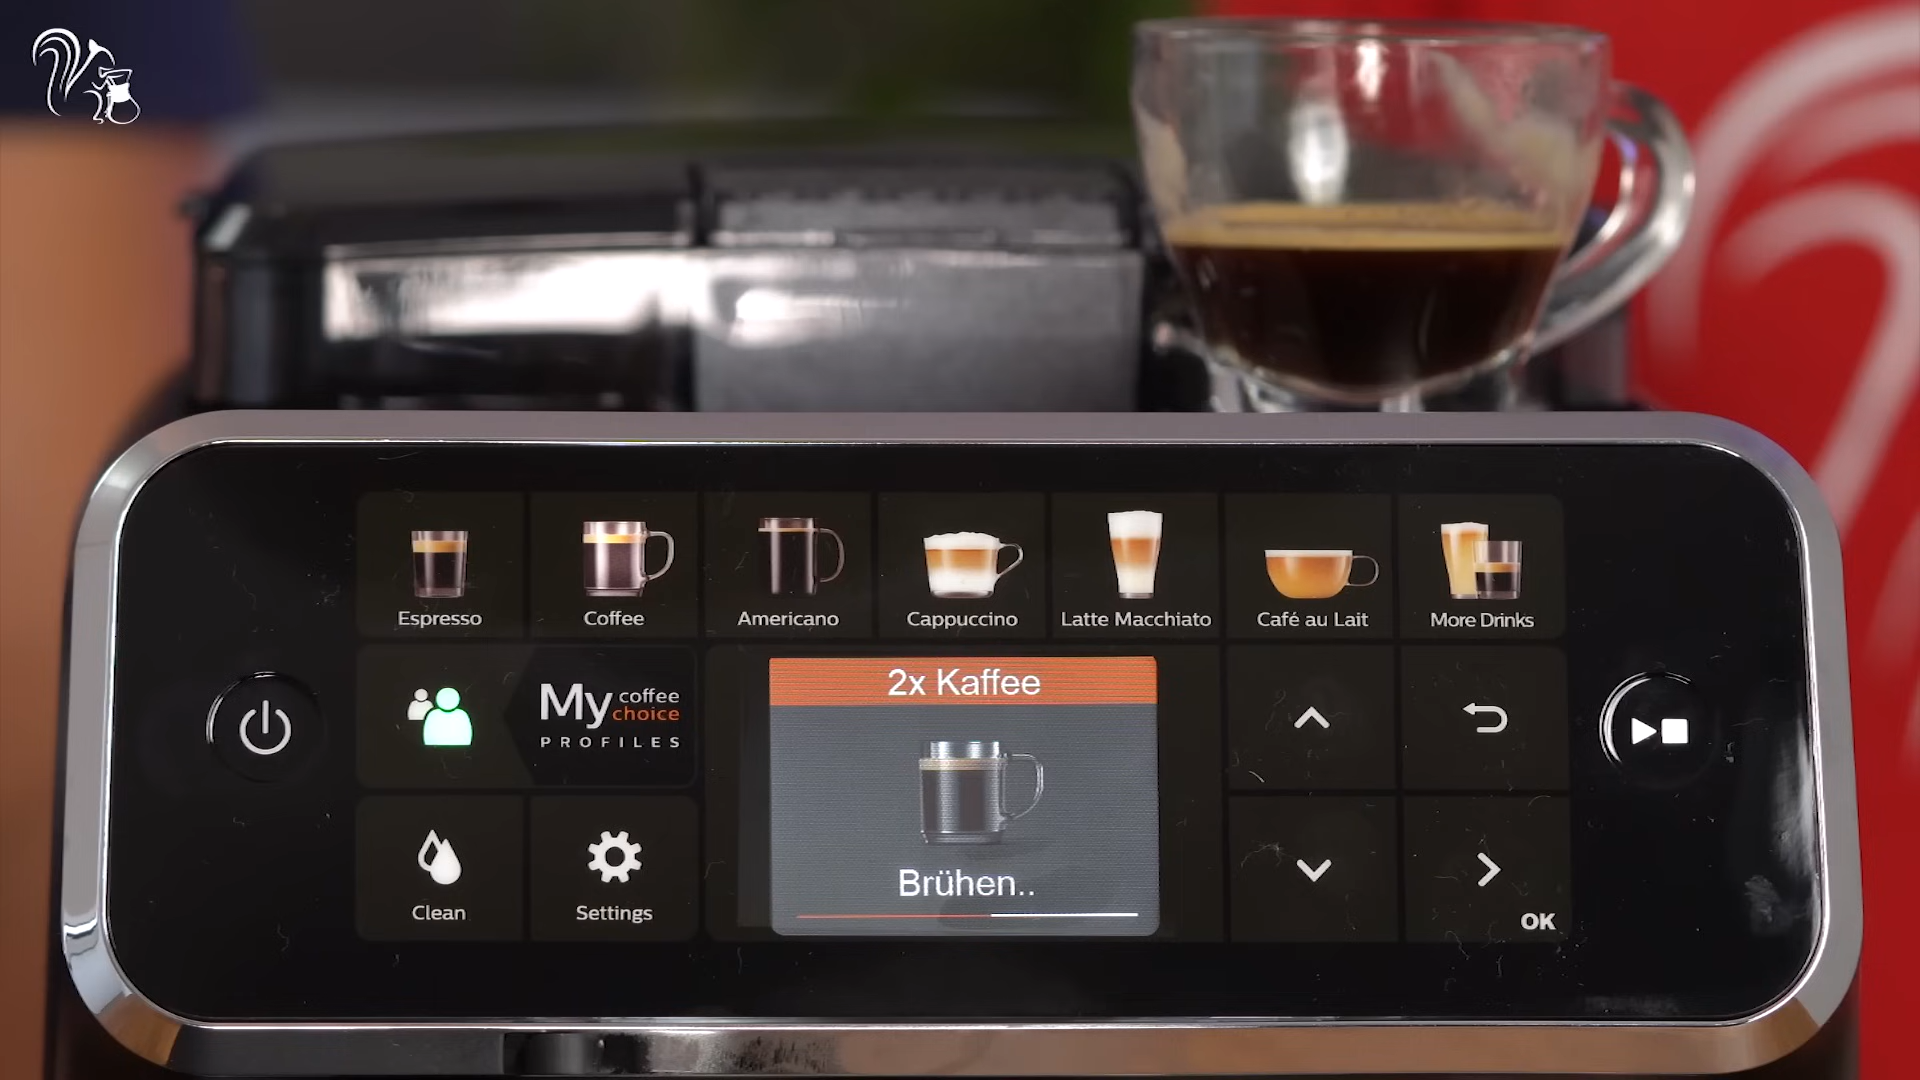 Espresso
Coffee
Americano
Cappuccino
Latte Macchiato
Café au Lait
More Drinks
My coffee choice
PROFILES
2x Kaffee
Brühen..
Clean
Settings
OK